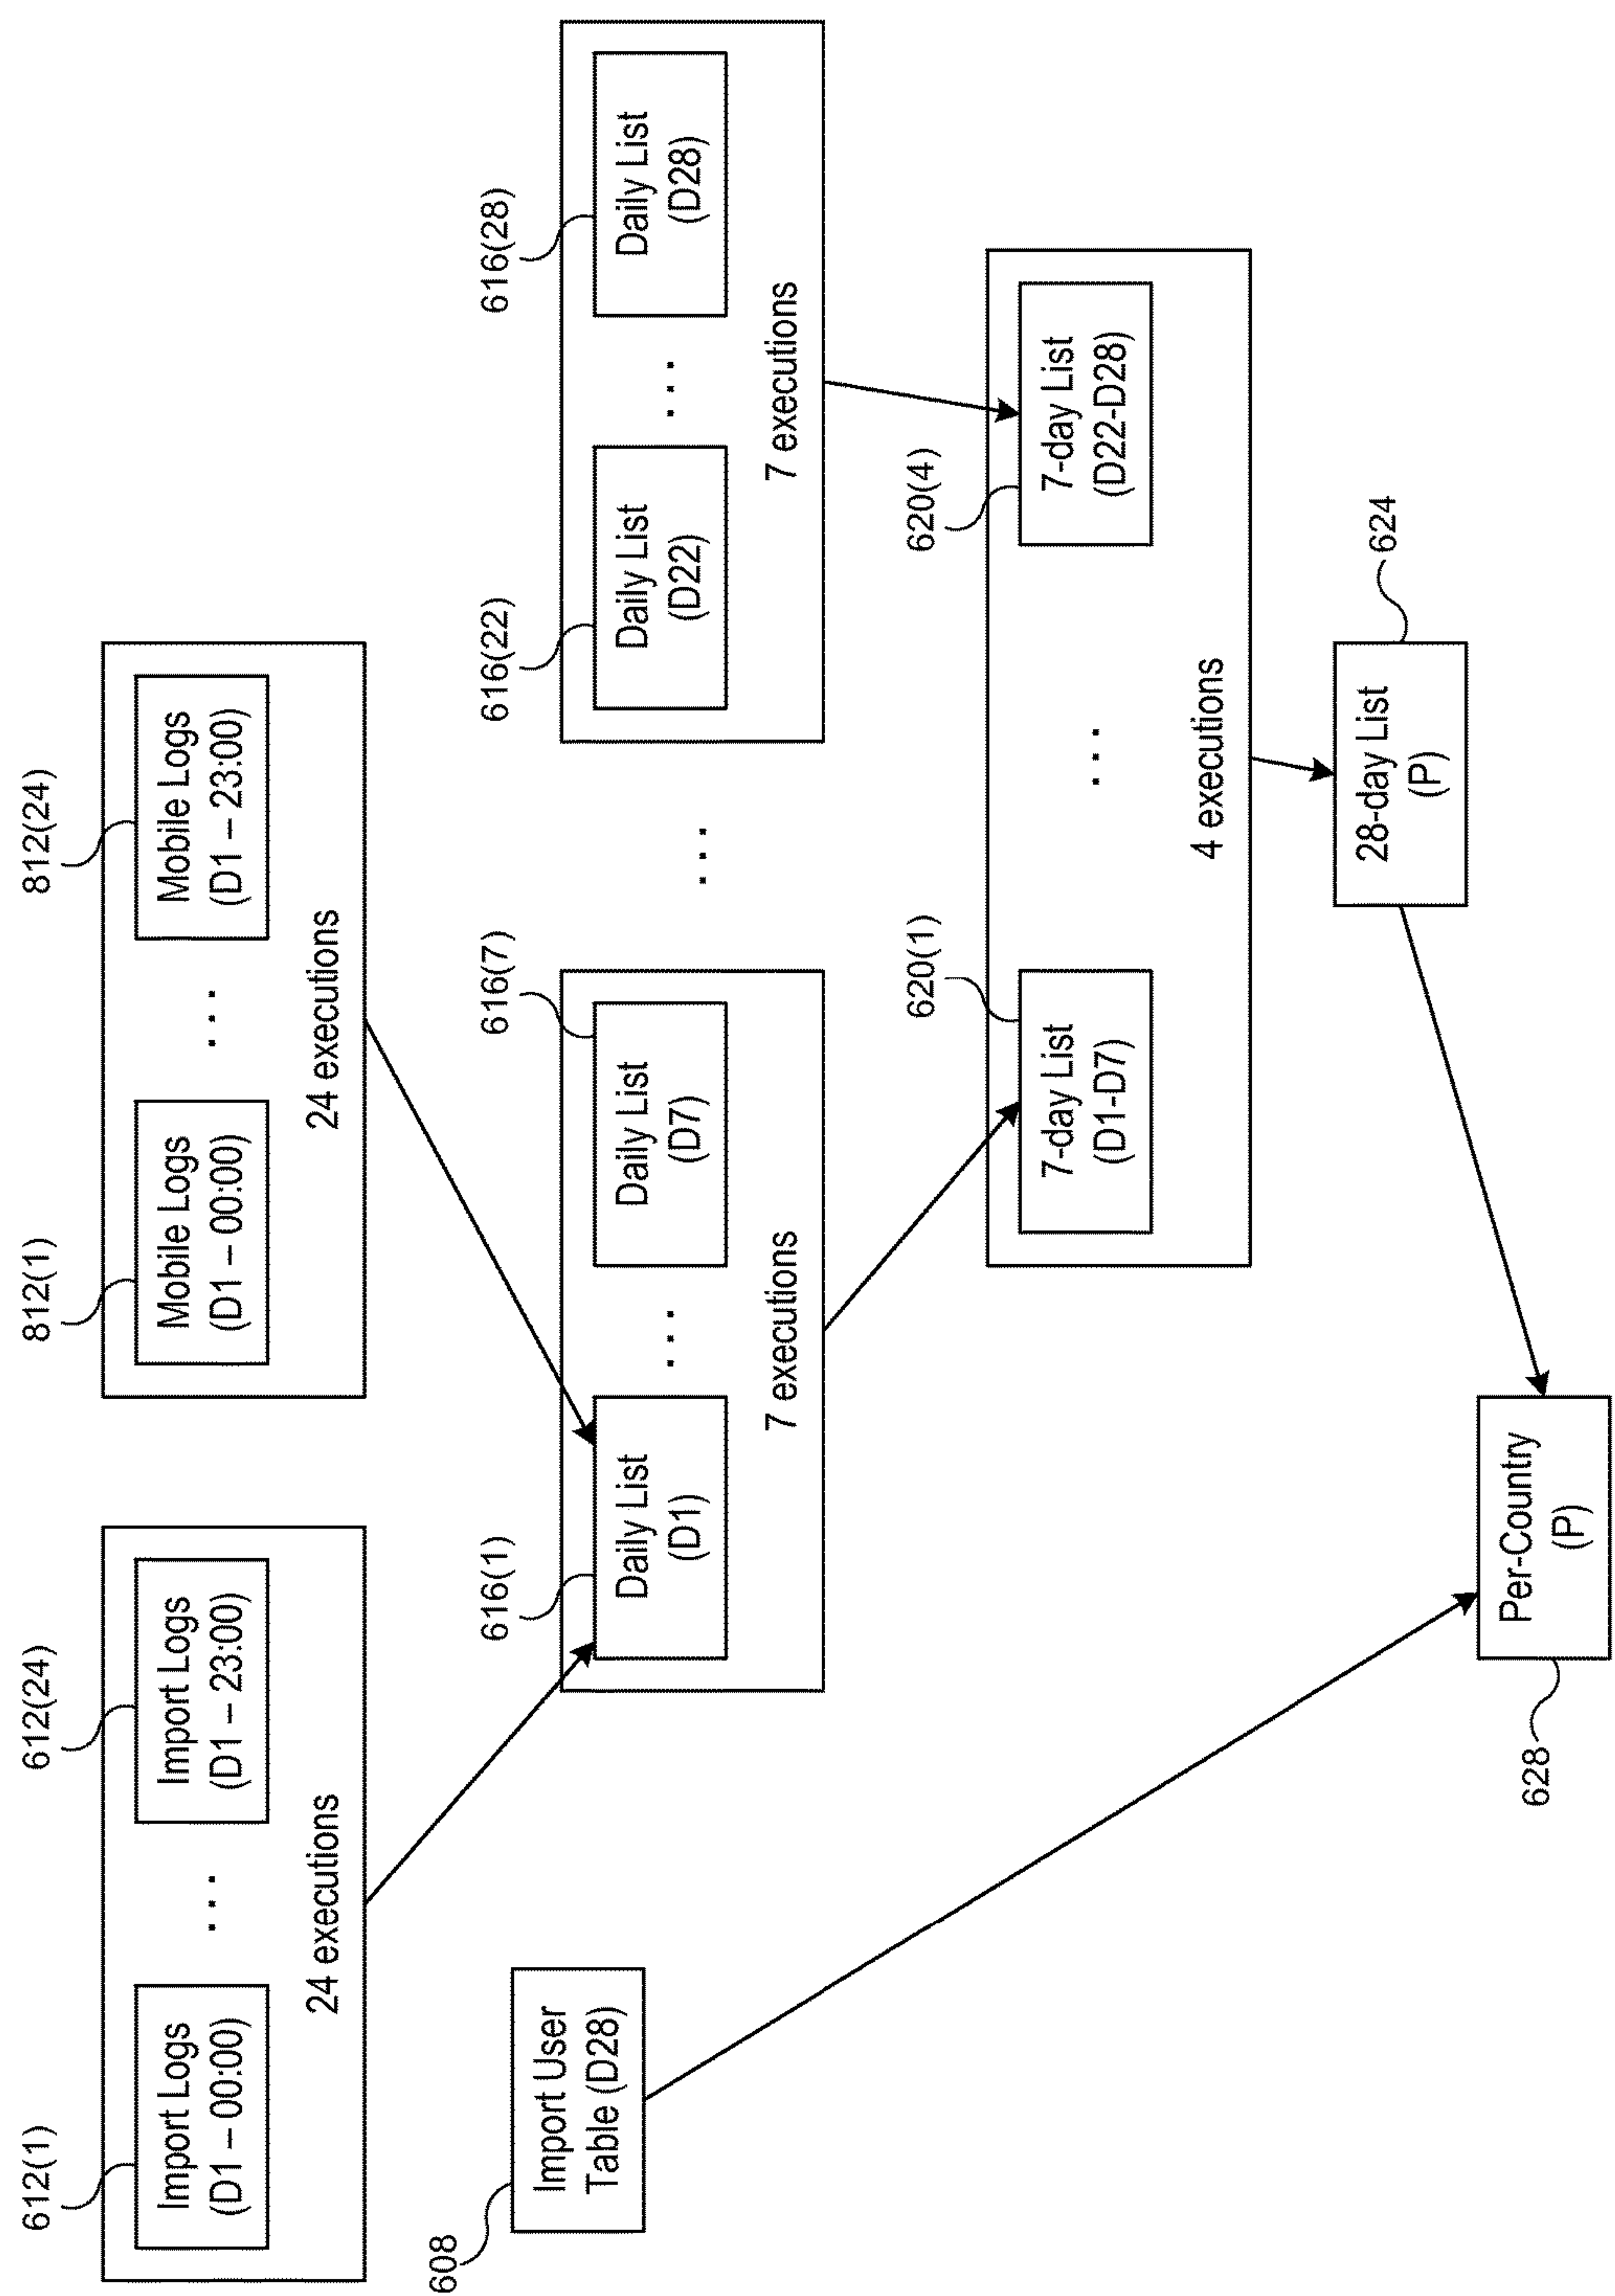 612(1)
Import Logs
(D1 – 00:00)
. . .
612(24)
Import Logs
(D1 – 23:00)
24 executions
812(1)
Mobile Logs
(D1 – 00:00)
. . .
812(24)
Mobile Logs
(D1 – 23:00)
24 executions
608
Import User
Table (D28)
616(1)
Daily List
(D1)
. . .
616(7)
Daily List
(D7)
7 executions
. . .
616(22)
Daily List
(D22)
. . .
616(28)
Daily List
(D28)
7 executions
620(1)
7-day List
(D1-D7)
. . .
620(4)
7-day List
(D22-D28)
4 executions
624
28-day List
(P)
628
Per-Country
(P)